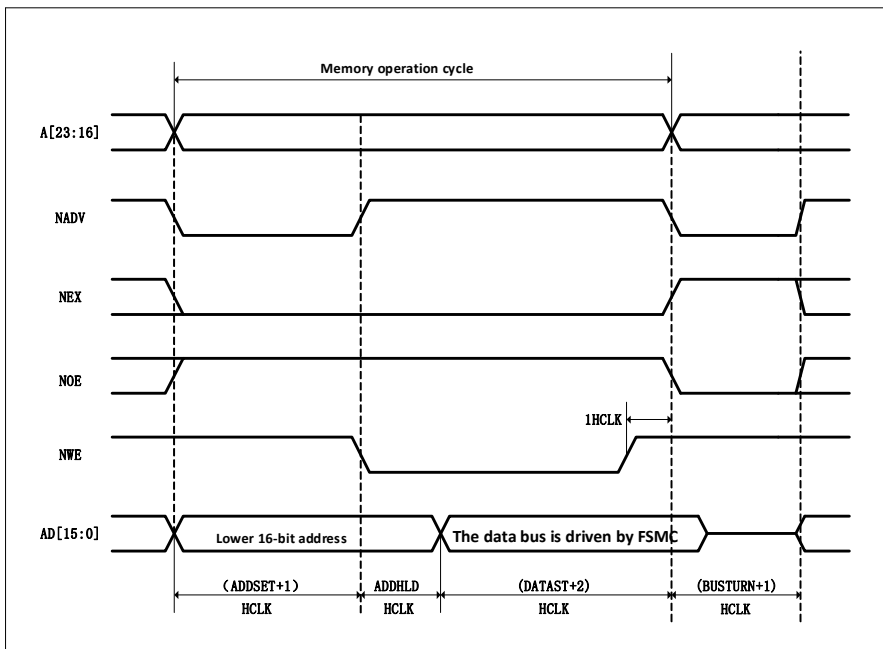 Memory operation cycle
A[23:16]
NADV
NEX
NOE
1HCLK
NWE
AD[15:0]
Lower 16-bit address
The data bus is driven by FSMC
(ADDSET+1)
HCLK
ADDHLD
HCLK
(DATAST+2)
HCLK
(BUSTURN+1)
HCLK